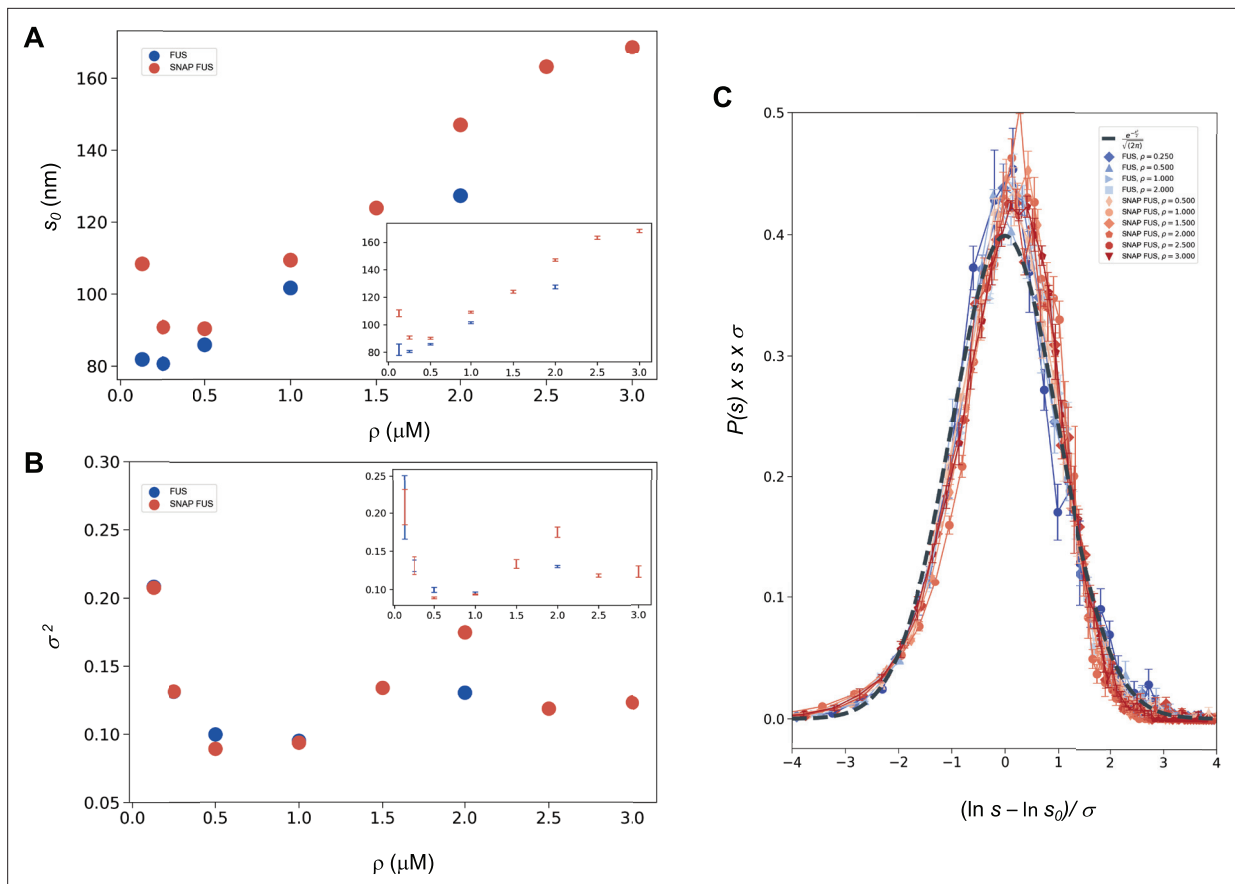 A
FUS
SNAP FUS
s0 (nm)
160
140
120
100
80
0.0 0.5 1.0 1.5 2.0 2.5 3.0
ρ (μM)
160
140
120
100
80
0.0 0.5 1.0 1.5 2.0 2.5 3.0
B
FUS
SNAP FUS
σ2
0.30
0.25
0.20
0.15
0.10
0.05
0.0 0.5 1.0 1.5 2.0 2.5 3.0
ρ (μM)
0.25
0.20
0.15
0.10
0.0 0.5 1.0 1.5 2.0 2.5 3.0
C
P(s) x s x σ
0.5
0.4
0.3
0.2
0.1
0.0
−4 −3 −2 −1 0 1 2 3 4
(ln s – ln s0)/ σ
√(2π)
FUS, ρ = 0.250
FUS, ρ = 0.500
FUS, ρ = 1.000
FUS, ρ = 2.000
SNAP FUS, ρ = 0.500
SNAP FUS, ρ = 1.000
SNAP FUS, ρ = 1.500
SNAP FUS, ρ = 2.000
SNAP FUS, ρ = 2.500
SNAP FUS, ρ = 3.000